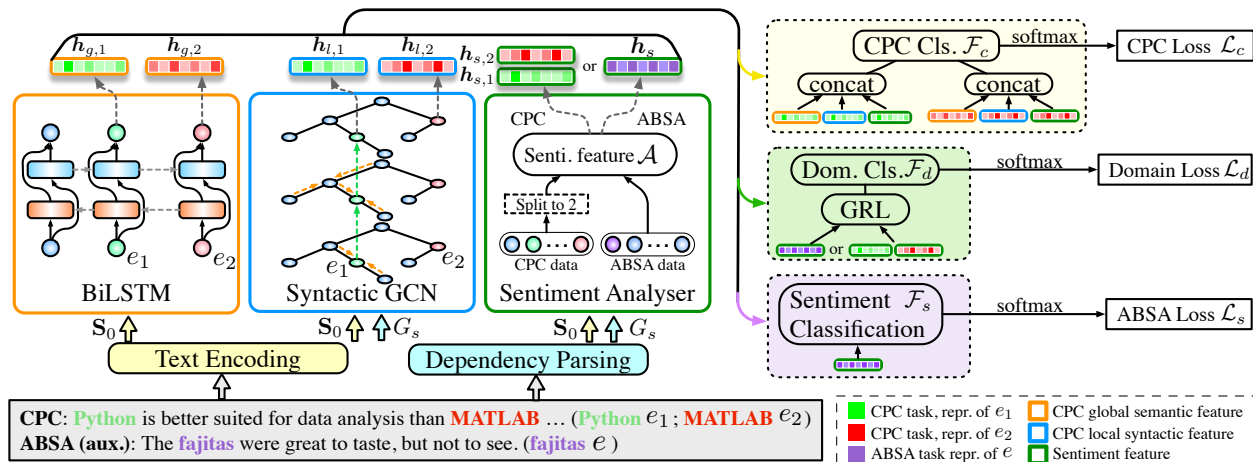 h_{g,1}
h_{g,2}
h_{l,1}
h_{l,2}
h_{s,2}
h_{s,1}
or
h_s
CPC
ABSA
Senti. feature 𝒜
Split to 2
CPC data
ABSA data
e_1
e_2
e_1
e_2
BiLSTM
Syntactic GCN
Sentiment Analyser
S_0
S_0
G_s
S_0
G_s
Text Encoding
Dependency Parsing
CPC: Python is better suited for data analysis than MATLAB ... (Python e_1 ; MATLAB e_2)
ABSA (aux.): The fajitas were great to taste, but not to see. (fajitas e)
CPC Cls. ℱ_c
softmax
CPC Loss ℒ_c
concat
concat
Dom. Cls. ℱ_d
softmax
Domain Loss ℒ_d
GRL
or
Sentiment ℱ_s
Classification
softmax
ABSA Loss ℒ_s
CPC task, repr. of e_1
CPC task, repr. of e_2
ABSA task repr. of e
CPC global semantic feature
CPC local syntactic feature
Sentiment feature